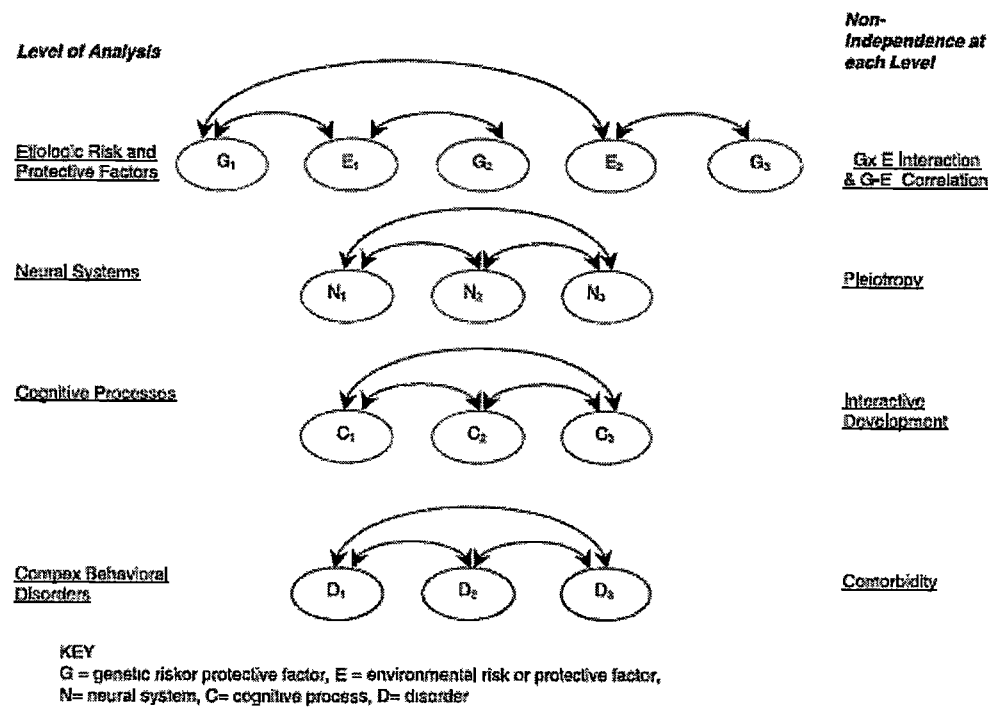 Level of Analysis
Non-
Independence at
each Level
Etiologic Risk and
Protective Factors
G1
E1
G2
E2
G3
Gx E Interaction
& G-E Correlation
Neural Systems
N1
N2
N3
Pleiotropy
Cognitive Processes
C1
C2
C3
Interactive
Development
Compex Behavioral
Disorders
D1
D2
D3
Comorbidity
KEY
G = genetic riskor protective factor, E = environmental risk or protective factor,
N= neural system, C= cognitive process, D= disorder